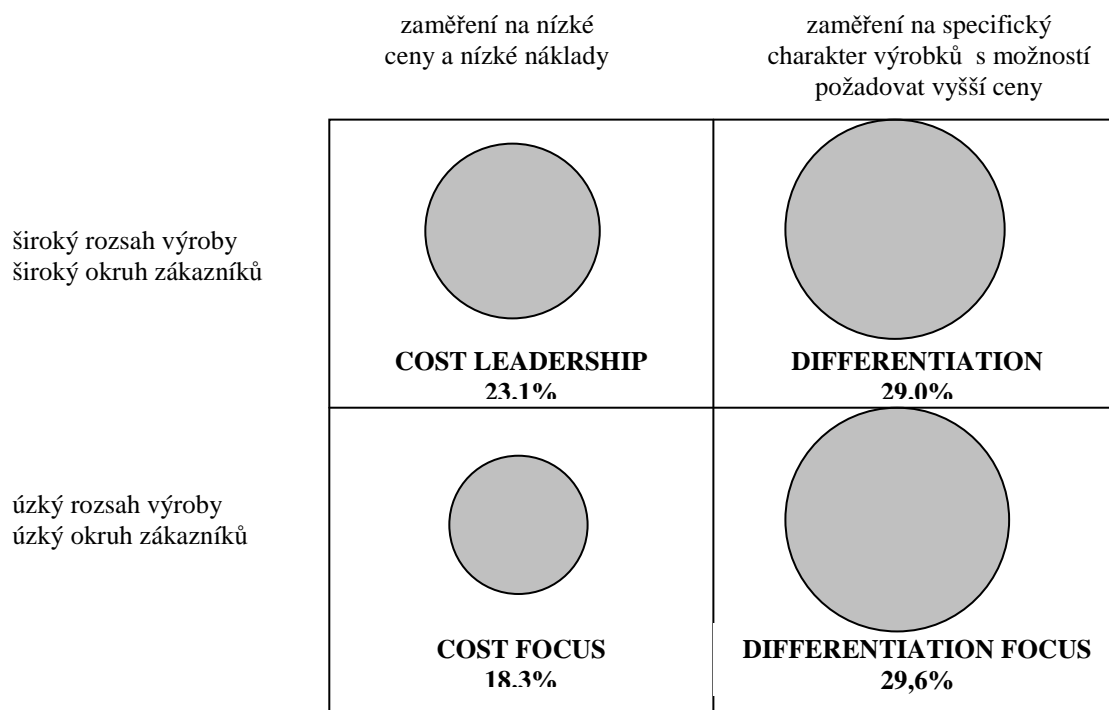 zaměření na nízké
ceny a nízké náklady
zaměření na specifický
charakter výrobků s možností
požadovat vyšší ceny
široký rozsah výroby
široký okruh zákazníků
COST LEADERSHIP
23,1%
DIFFERENTIATION
29,0%
úzký rozsah výroby
úzký okruh zákazníků
COST FOCUS
18,3%
DIFFERENTIATION FOCUS
29,6%